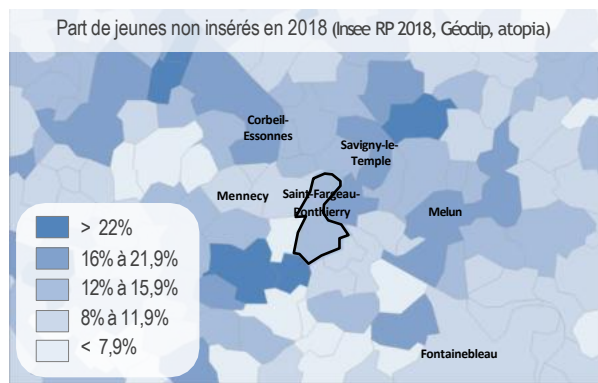 Part de jeunes non insérés en 2018 (Insee RP 2018, Géoclip, atopia)
Corbeil-
Essonnes
Savigny-le-
Temple
Mennecy
Saint-Fargeau-
Ponthierry
Melun
> 22%
16% à 21,9%
12% à 15,9%
8% à 11,9%
< 7,9%
Fontainebleau